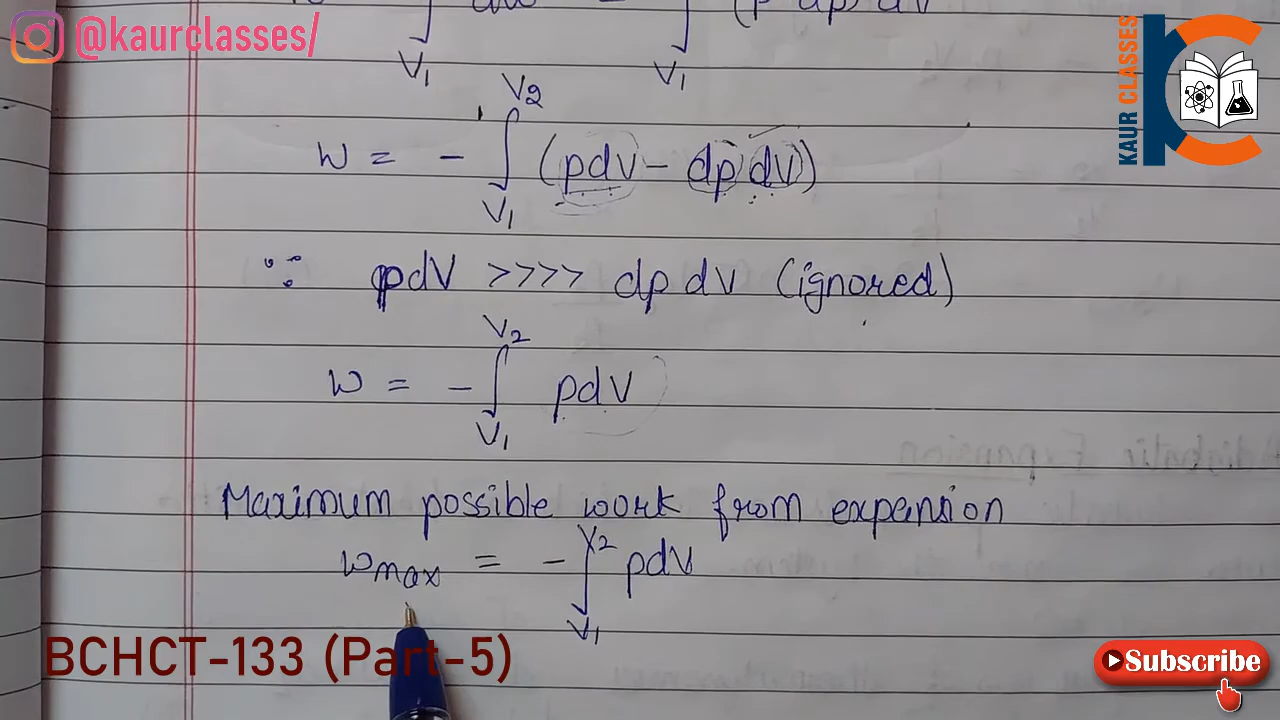 @kaurclasses/
KAUR CLASSES
V1 V1
V2
W = - ∫ (pdV - dp dV)
V1
∵ pdV >>>> dp dV (ignored)
V2
W = - ∫ pdV
V1
Maximum possible work from expansion
Wmax = - ∫ V2 pdV
V1
BCHCT-133 (Part-5)
Subscribe